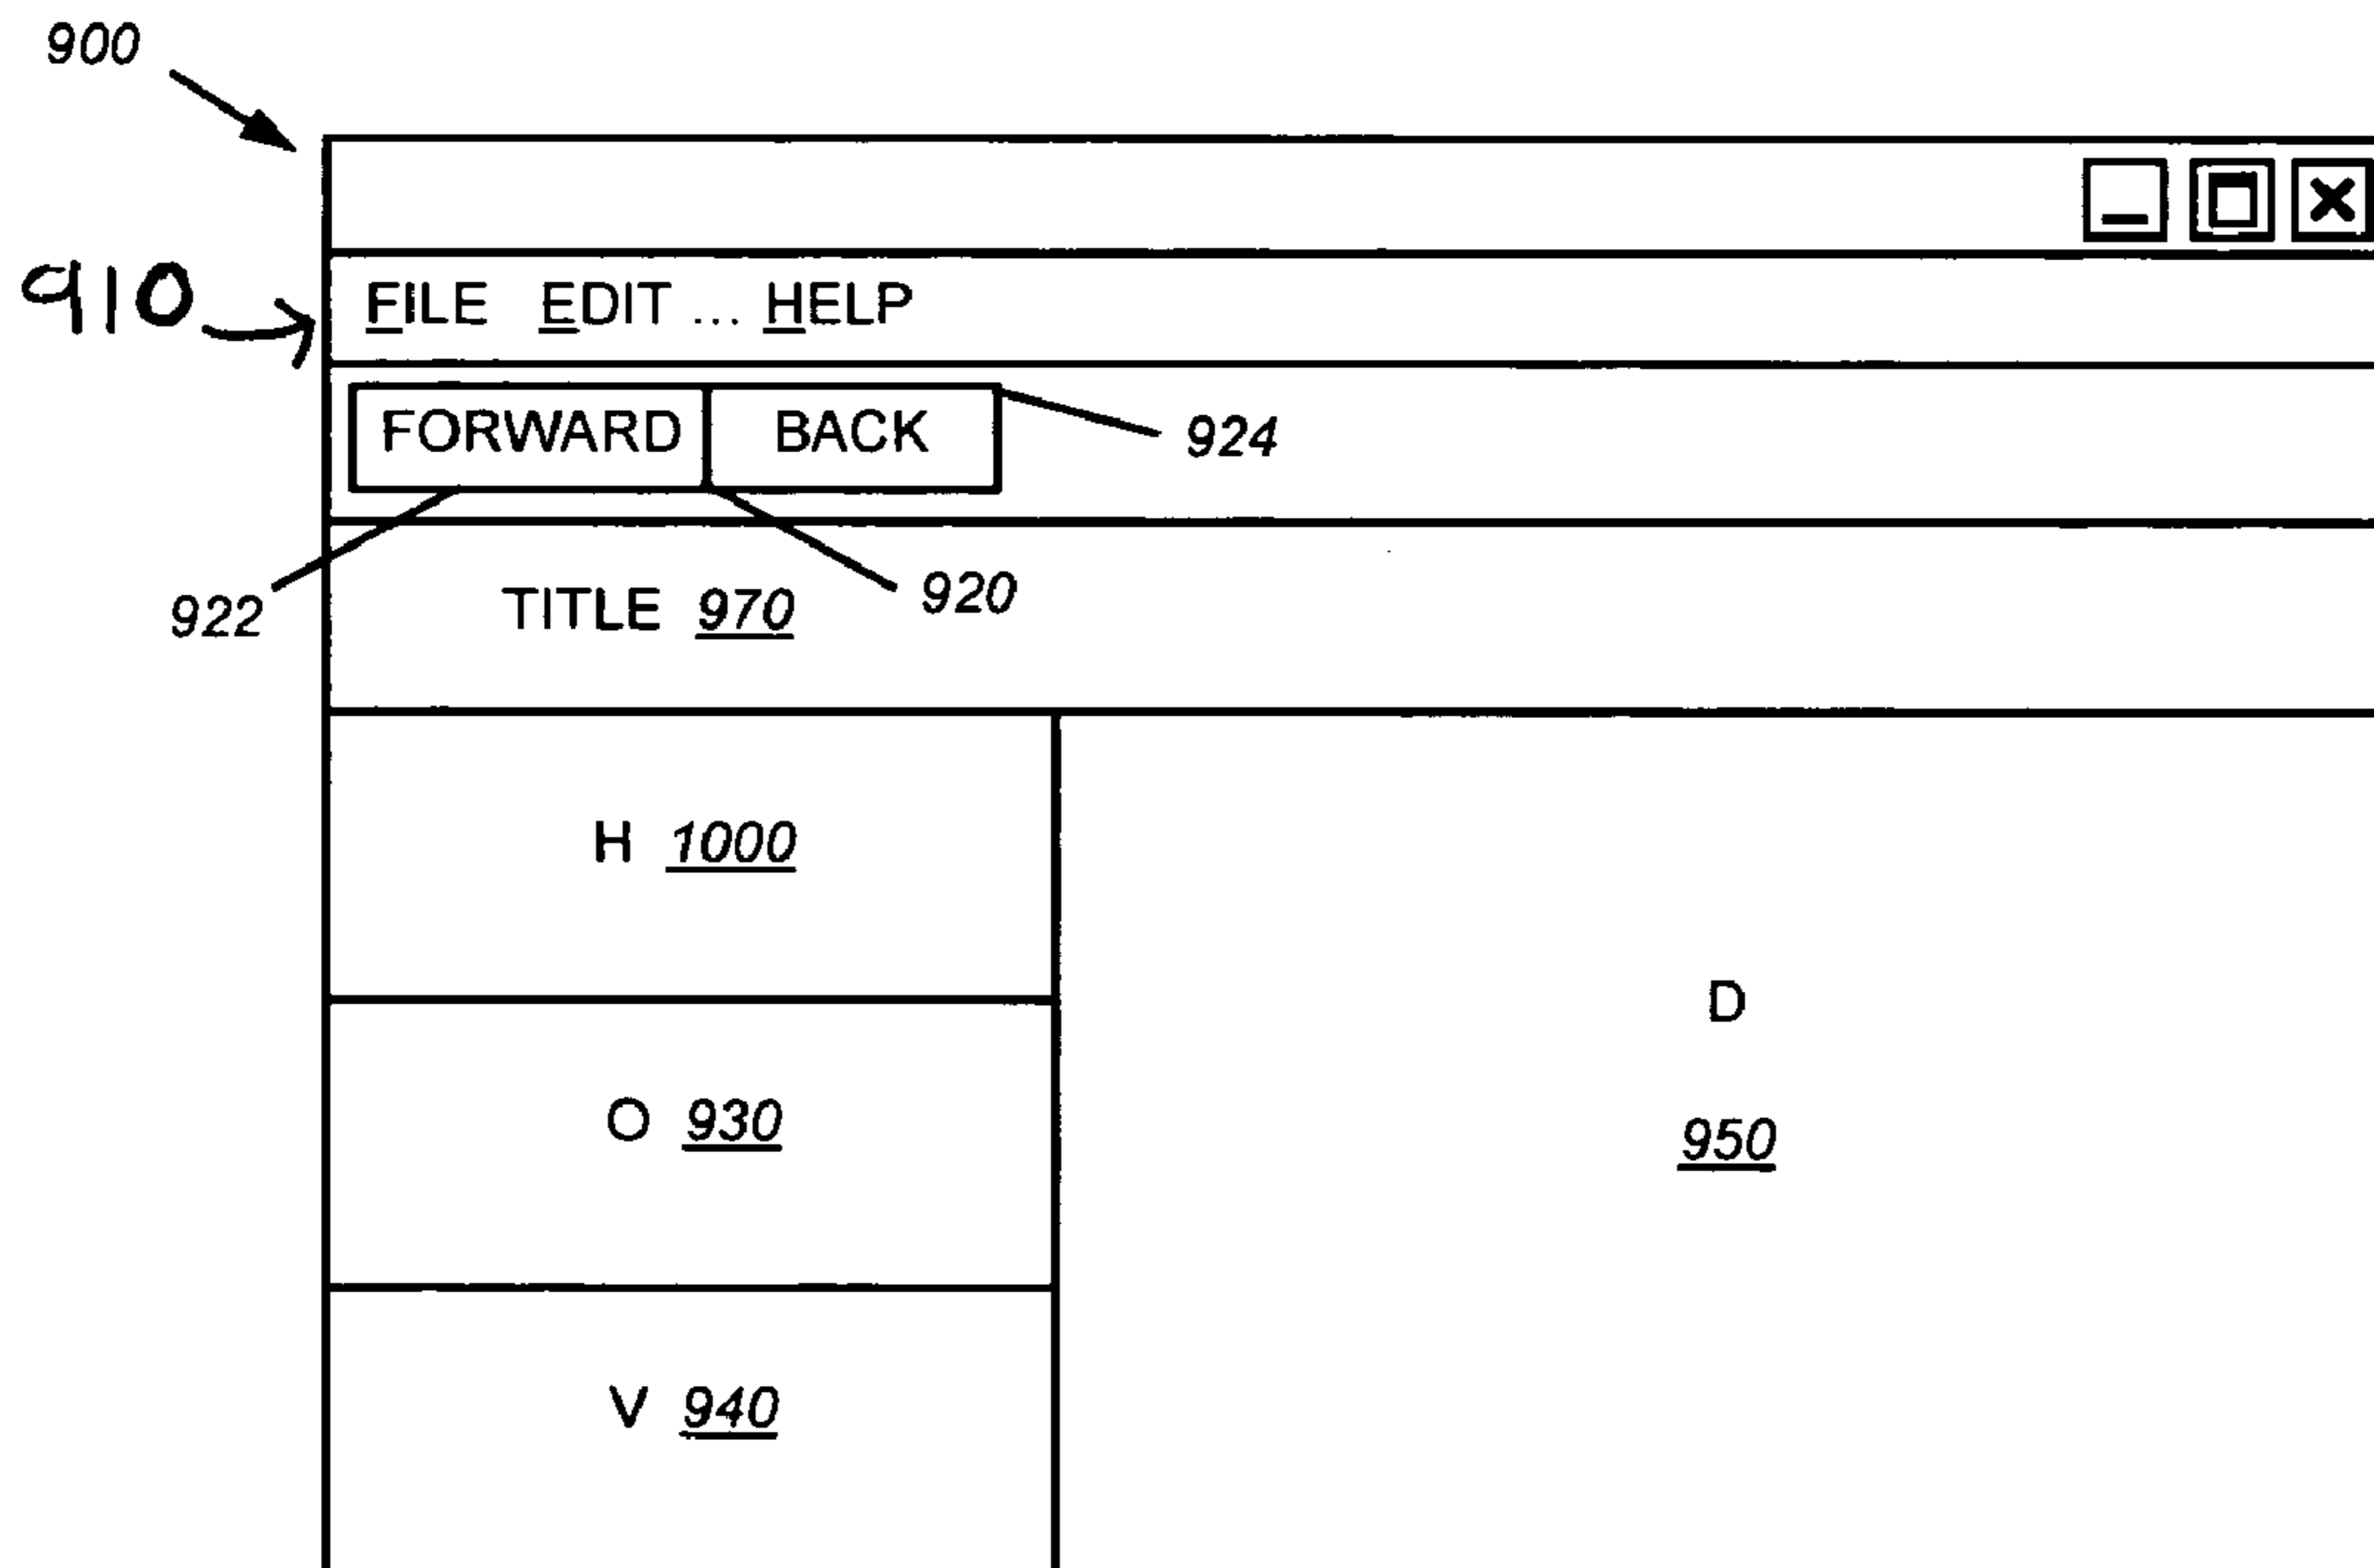 900
910
FILE EDIT ... HELP
FORWARD BACK
924
922
TITLE 970
920
H 1000
D
O 930
950
V 940